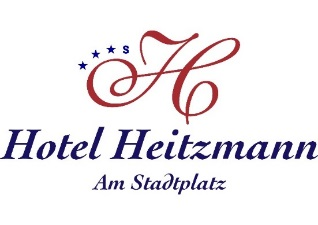 ★★★S
H
Hotel Heitzmann
Am Stadtplatz